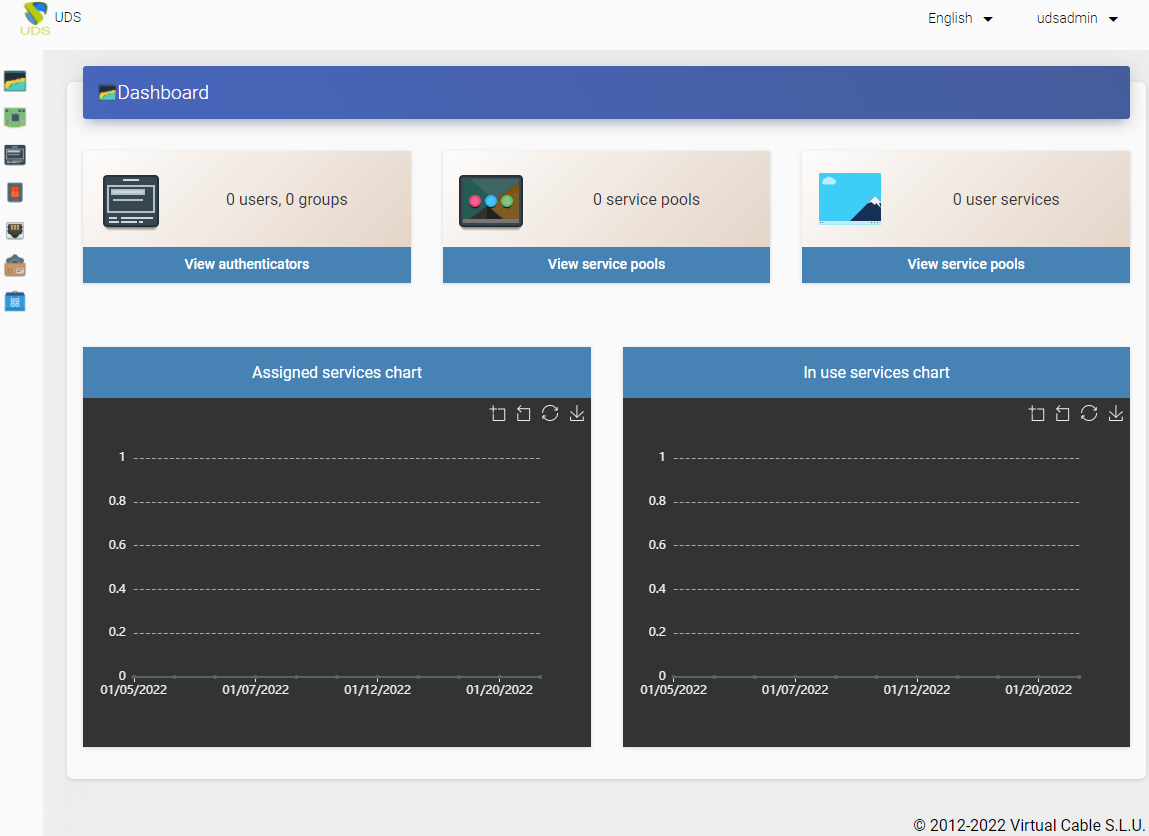 UDS
UDS
English
udsadmin
Dashboard
0 users, 0 groups
0 service pools
0 user services
View authenticators
View service pools
View service pools
Assigned services chart
In use services chart
1
0.8
0.6
0.4
0.2
0
01/05/2022 01/07/2022 01/12/2022 01/20/2022
1
0.8
0.6
0.4
0.2
0
01/05/2022 01/07/2022 01/12/2022 01/20/2022
© 2012-2022 Virtual Cable S.L.U.